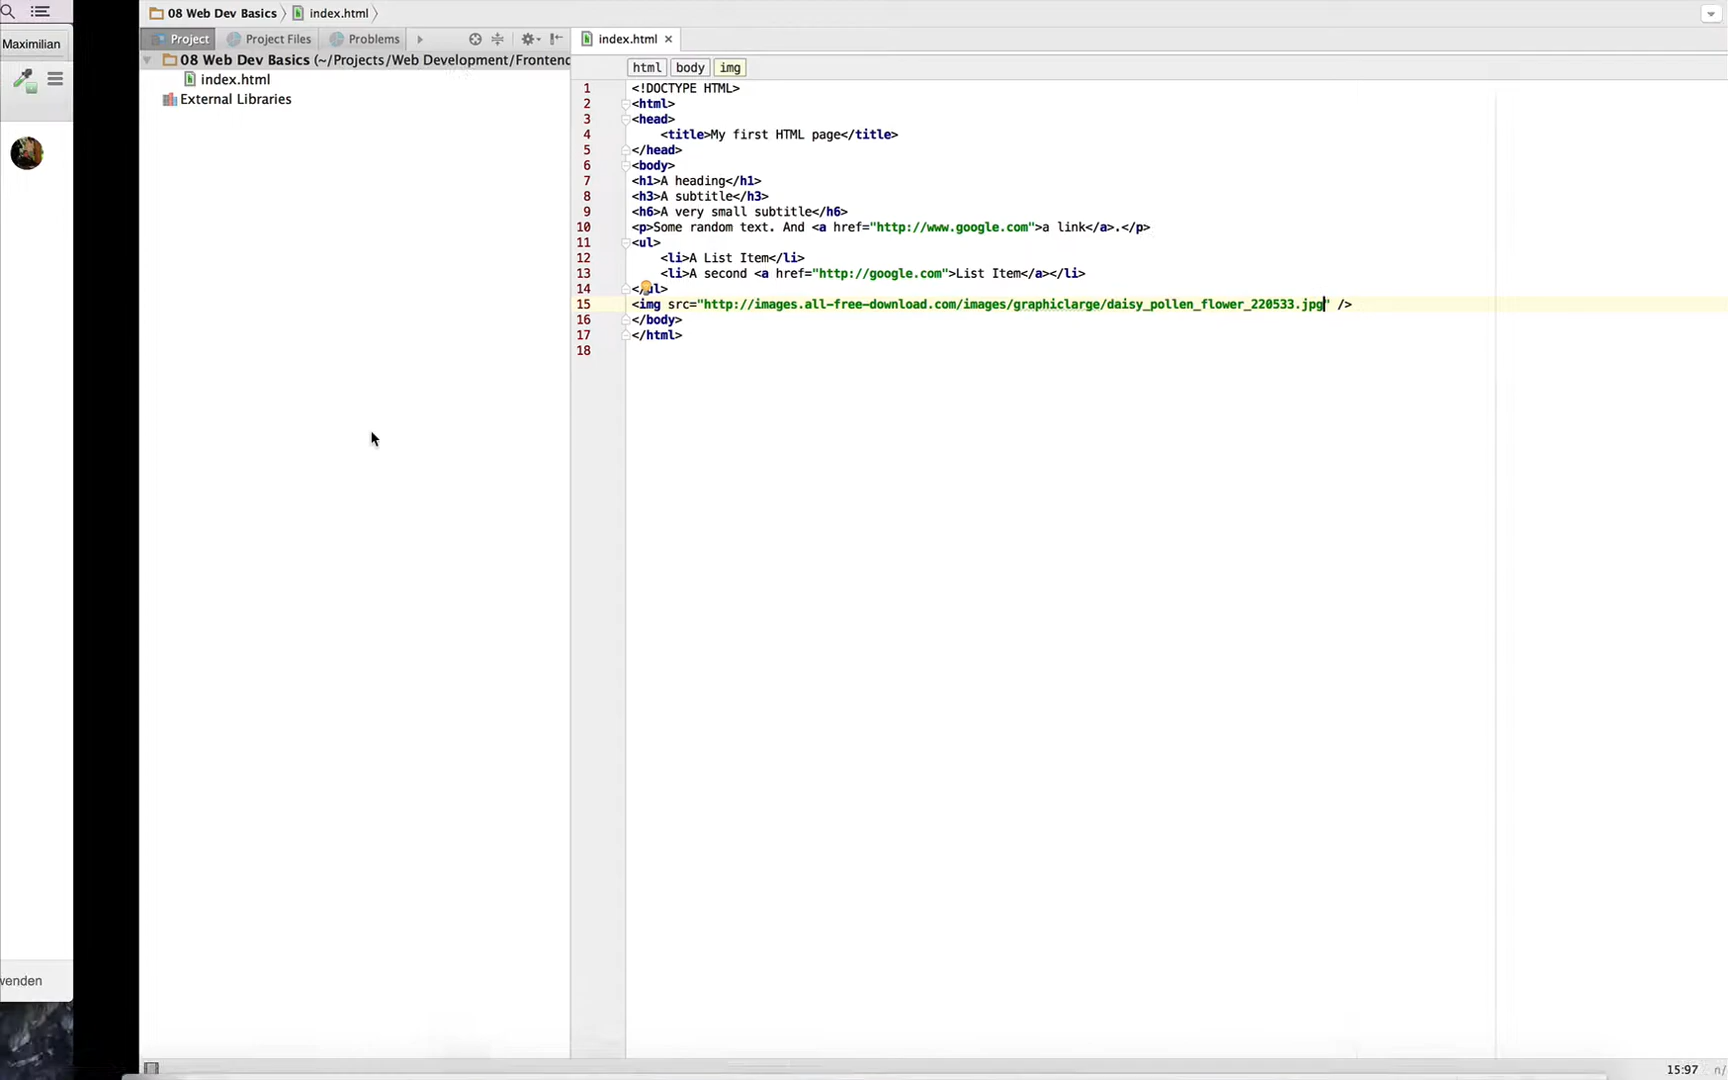 08 Web Dev Basics index.html
Maximilian
Project Project Files Problems index.html
08 Web Dev Basics (~/Projects/Web Development/Frontend
index.html
External Libraries
html body img
1 <!DOCTYPE HTML>
2 <html>
3 <head>
4 <title>My first HTML page</title>
5 </head>
6 <body>
7 <h1>A heading</h1>
8 <h3>A subtitle</h3>
9 <h6>A very small subtitle</h6>
10 <p>Some random text. And <a href="http://www.google.com">a link</a>.</p>
11 <ul>
12 <li>A List Item</li>
13 <li>A second <a href="http://google.com">List Item</a></li>
14 </ul>
15 <img src="http://images.all-free-download.com/images/graphiclarge/daisy_pollen_flower_220533.jpg" />
16 </body>
17 </html>
18
wenden
15:97 n/